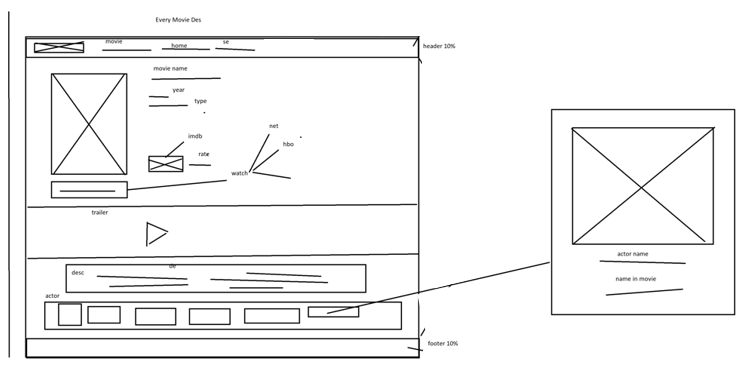 Every Movie Des
movie
home
se
header 10%
movie name
year
type
imdb
rate
net
hbo
watch
trailer
de
desc
actor
footer 10%
actor name
name in movie